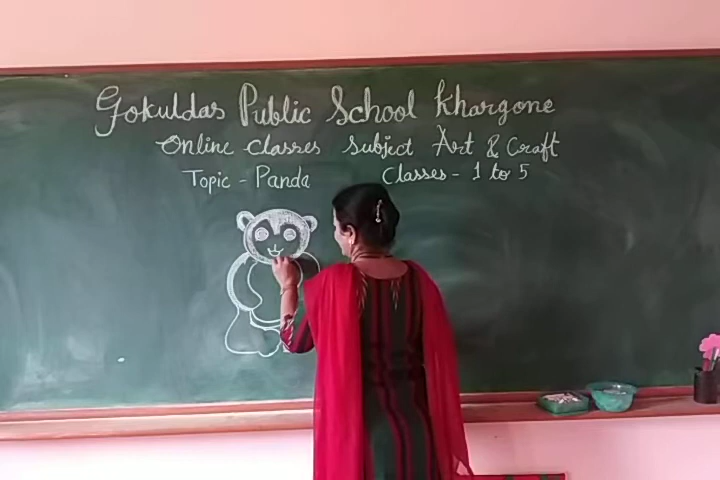 Gokuldas Public School Khargone
Online classes Subject Art & Craft
Topic - Panda Classes - 1 to 5